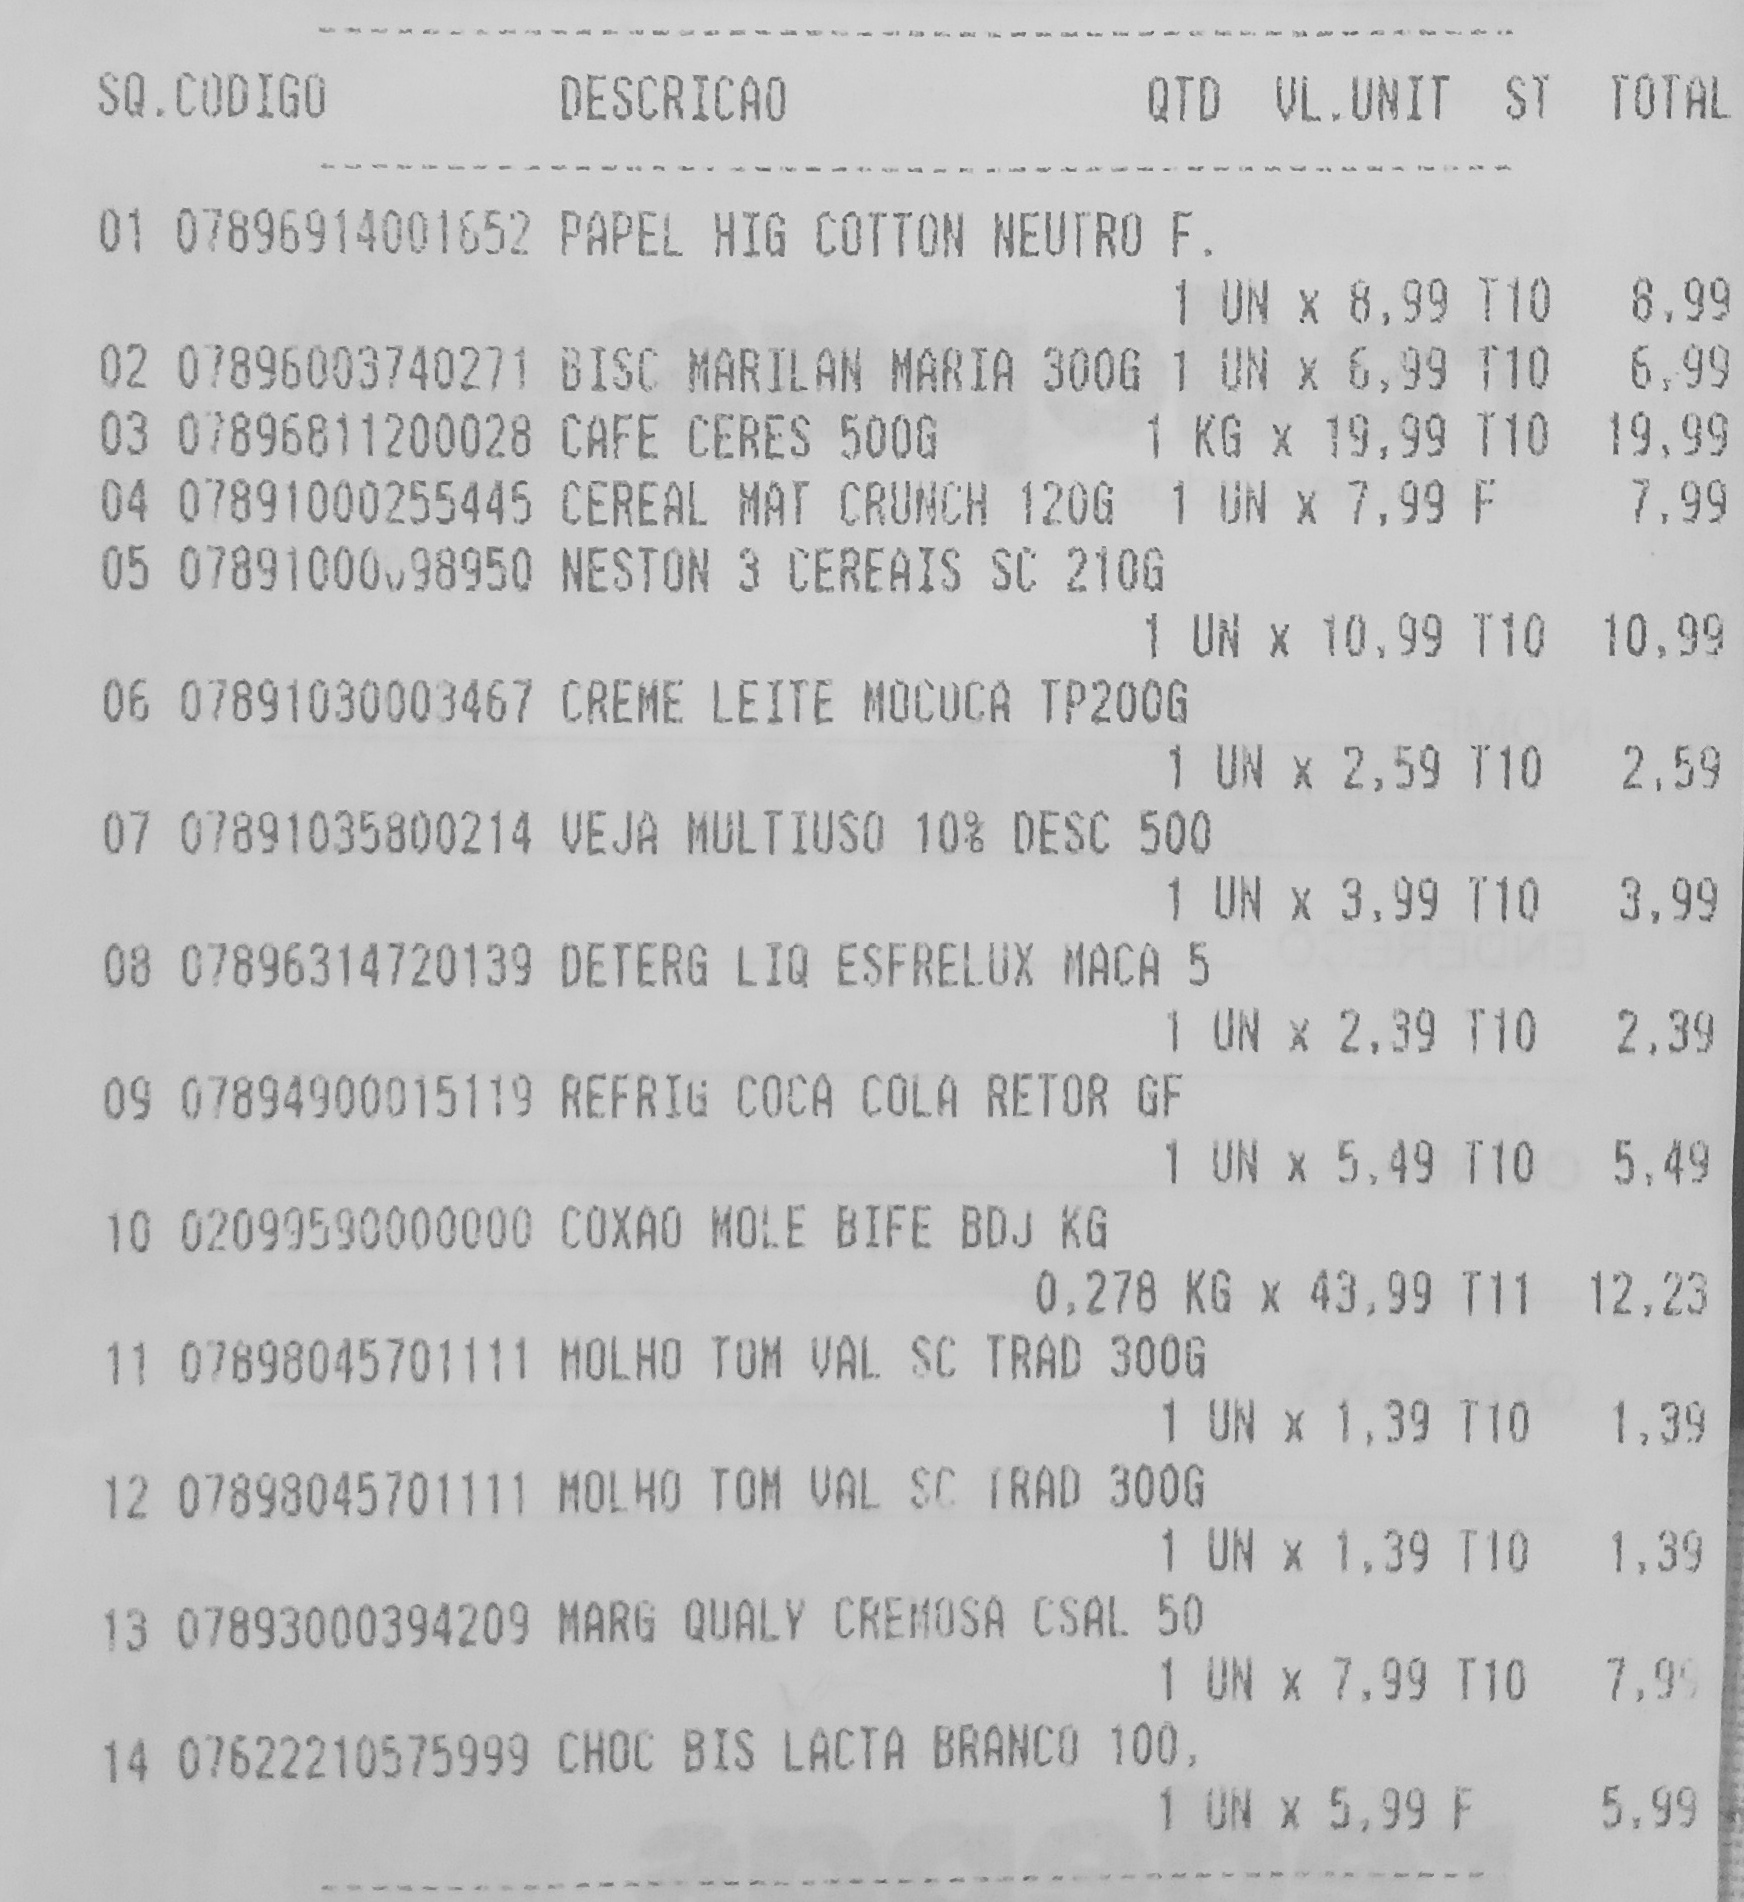 SQ.CODIGO DESCRICAO QTD VL.UNIT ST TOTAL
01 07896914001652 PAPEL HIG COTTON NEUTRO F.
1 UN x 8,99 T10 8,99
02 07896003740271 BISC MARILAN MARIA 300G 1 UN x 6,99 T10 6,99
03 07896811200028 CAFE CERES 500G 1 KG x 19,99 T10 19,99
04 07891000255445 CEREAL MAT CRUNCH 120G 1 UN x 7,99 F 7,99
05 NESTON 3 CEREAIS SC 210G
1 UN x 10,99 T10 10,99
06 07891030003467 CREME LEITE MOCOCA TP200G
1 UN x 2,59 T10 2,59
07 07891035800214 VEJA MULTIUSO 10% DESC 500
1 UN x 3,99 T10 3,99
08 07896314720139 DETERG LIQ ESFRELUX MACA 5
1 UN x 2,39 T10 2,39
09 07894900015119 REFRIG COCA COLA RETOR GF
1 UN x 5,49 T10 5,49
10 02099590000000 COXAO MOLE BIFE BDJ KG
0,278 KG x 43,99 T11 12,23
11 07898045701111 MOLHO TOM VAL SC TRAD 300G
1 UN x 1,39 T10 1,39
12 07898045701111 MOLHO TOM VAL SC TRAD 300G
1 UN x 1,39 T10 1,39
13 07893000394209 MARG QUALY CREMOSA CSAL 50
1 UN x 7,99 T10 7,99
14 07622210575999 CHOC BIS LACTA BRANCO 100,
1 UN x 5,99 F 5,99